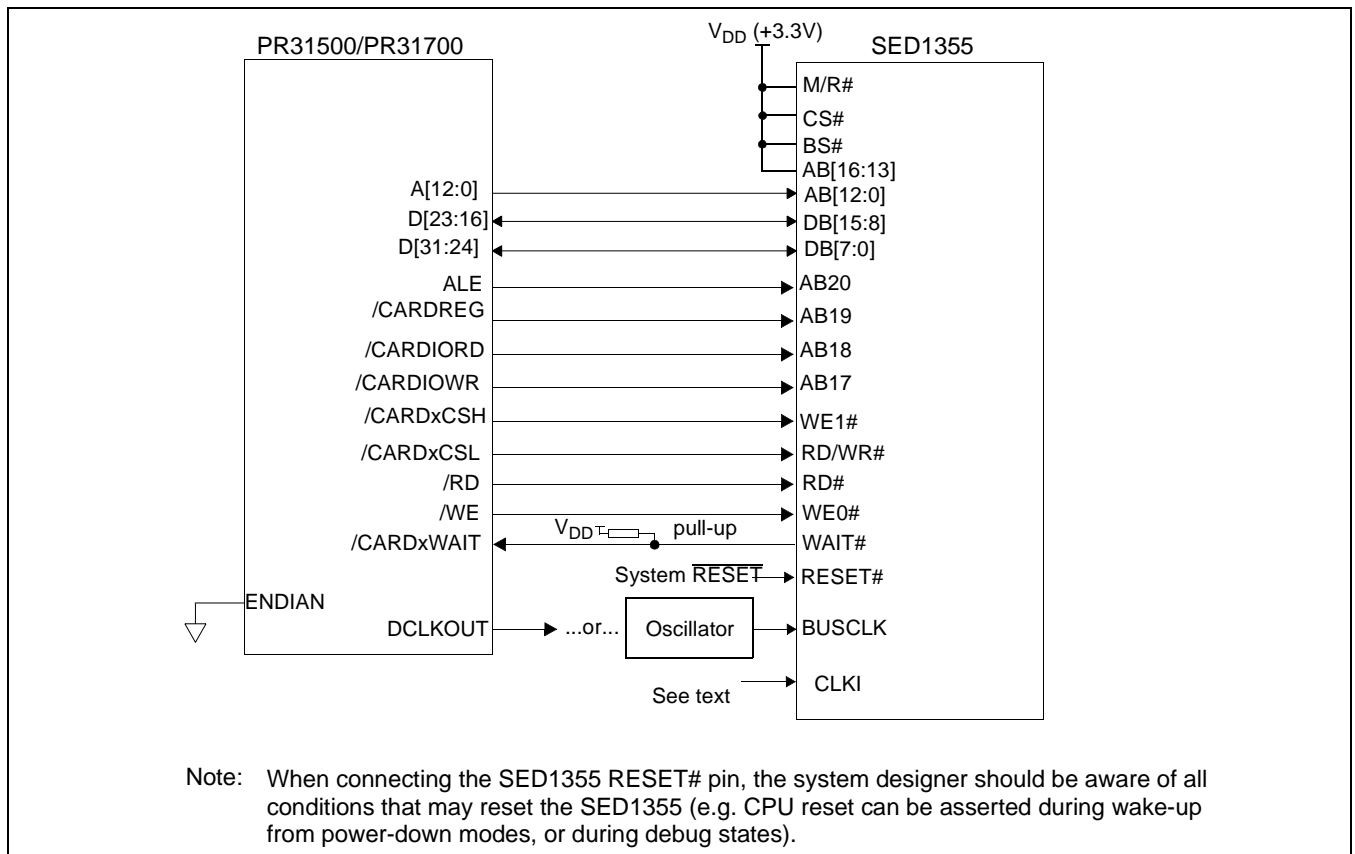 V_DD (+3.3V)
PR31500/PR31700
SED1355
M/R#
CS#
BS#
AB[16:13]
A[12:0]
AB[12:0]
D[23:16]
DB[15:8]
D[31:24]
DB[7:0]
ALE
AB20
/CARDREG
AB19
/CARDIORD
AB18
/CARDIOWR
AB17
/CARDxCSH
WE1#
/CARDxCSL
RD/WR#
/RD
RD#
/WE
WE0#
V_DD
pull-up
/CARDxWAIT
WAIT#
System RESET
RESET#
ENDIAN
DCLKOUT
...or...
Oscillator
BUSCLK
See text
CLKI
Note: When connecting the SED1355 RESET# pin, the system designer should be aware of all
conditions that may reset the SED1355 (e.g. CPU reset can be asserted during wake-up
from power-down modes, or during debug states).